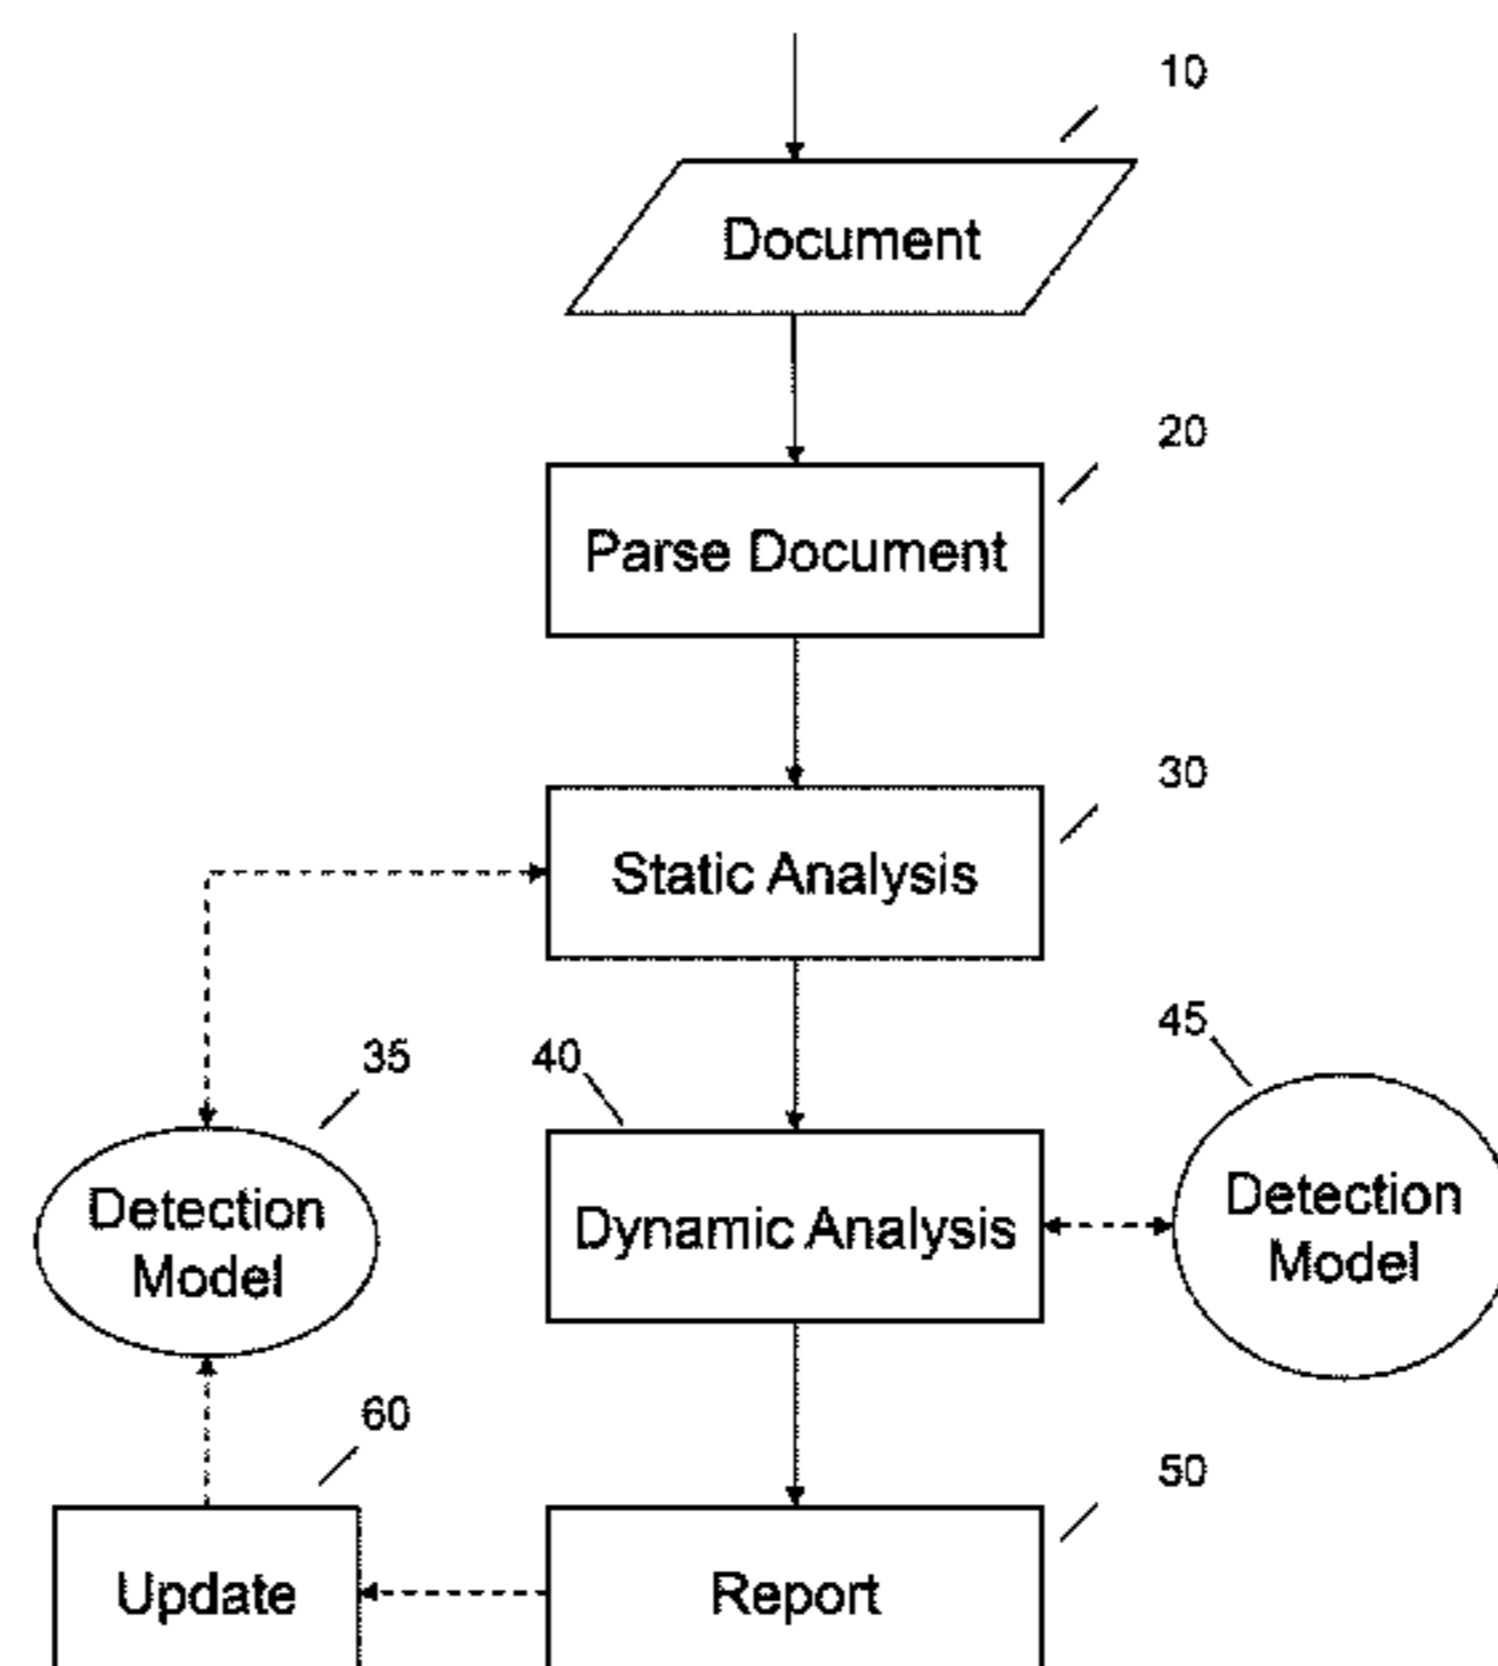 10
Document
20
Parse Document
30
Static Analysis
35
40
45
Detection
Model
Dynamic Analysis
Detection
Model
60
50
Update
Report